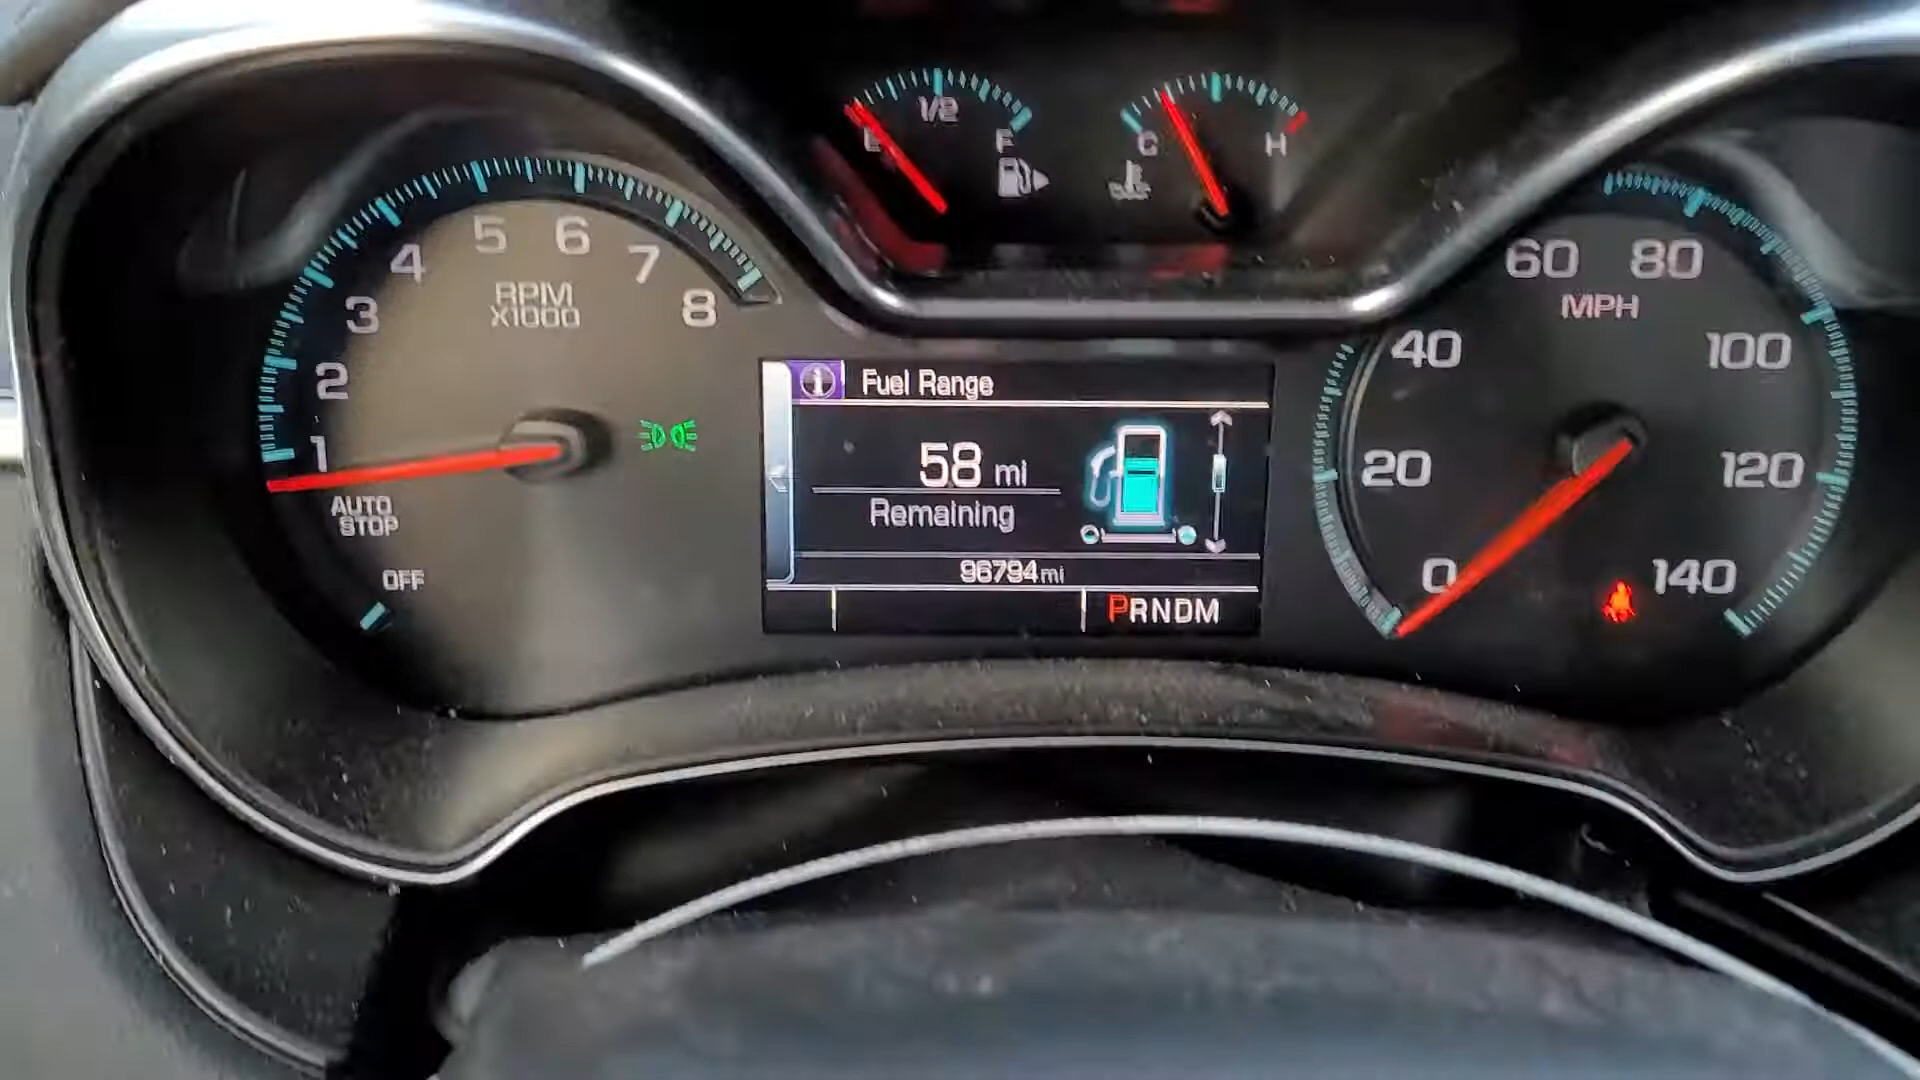 E 1/2 F
C H
1 2 3 4 5 6 7 8
RPM
X1000
AUTO
STOP
OFF
i Fuel Range
58 mi
Remaining
96794 mi
PRNDM
0 20 40 60 80 100 120 140
MPH